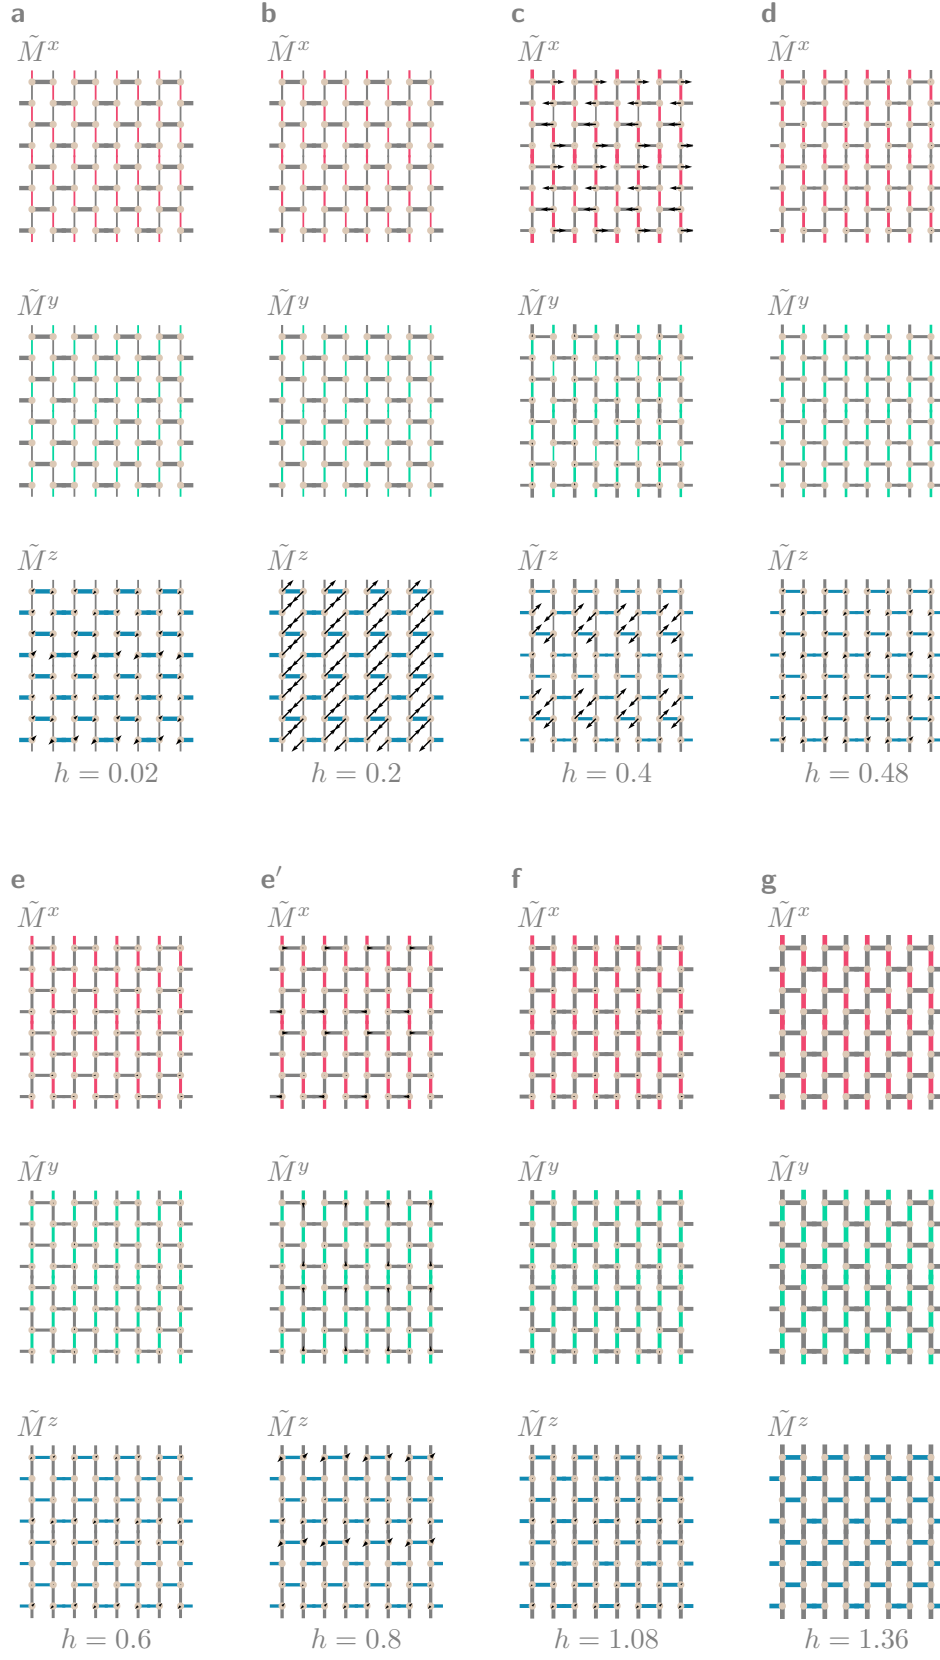 a b c d
M̃ˣ M̃ˣ M̃ˣ M̃ˣ
M̃ʸ M̃ʸ M̃ʸ M̃ʸ
M̃ᶻ M̃ᶻ M̃ᶻ M̃ᶻ
h = 0.02 h = 0.2 h = 0.4 h = 0.48
e e′ f g
M̃ˣ M̃ˣ M̃ˣ M̃ˣ
M̃ʸ M̃ʸ M̃ʸ M̃ʸ
M̃ᶻ M̃ᶻ M̃ᶻ M̃ᶻ
h = 0.6 h = 0.8 h = 1.08 h = 1.36